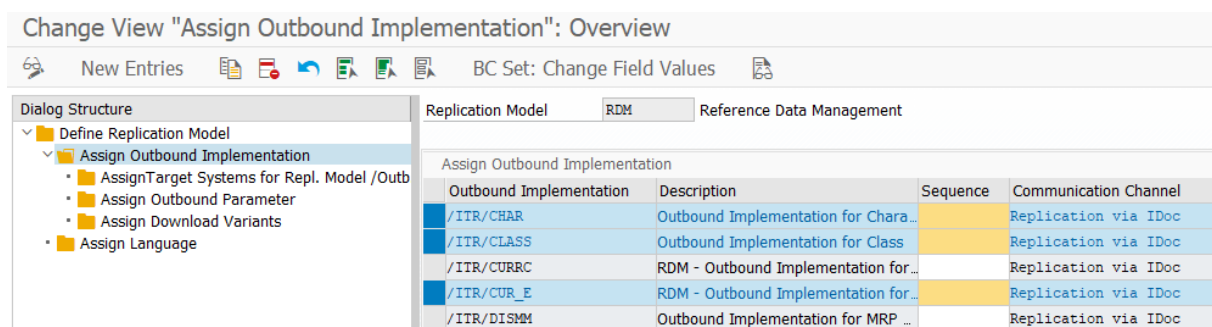 Change View "Assign Outbound Implementation": Overview
New Entries BC Set: Change Field Values
Dialog Structure
Define Replication Model
Assign Outbound Implementation
AssignTarget Systems for Repl. Model /Outb
Assign Outbound Parameter
Assign Download Variants
Assign Language
Replication Model RDM Reference Data Management
Assign Outbound Implementation
Outbound Implementation Description Sequence Communication Channel
/ITR/CHAR Outbound Implementation for Chara... Replication via IDoc
/ITR/CLASS Outbound Implementation for Class Replication via IDoc
/ITR/CURRC RDM - Outbound Implementation for... Replication via IDoc
/ITR/CUR_E RDM - Outbound Implementation for... Replication via IDoc
/ITR/DISMM Outbound Implementation for MRP ... Replication via IDoc